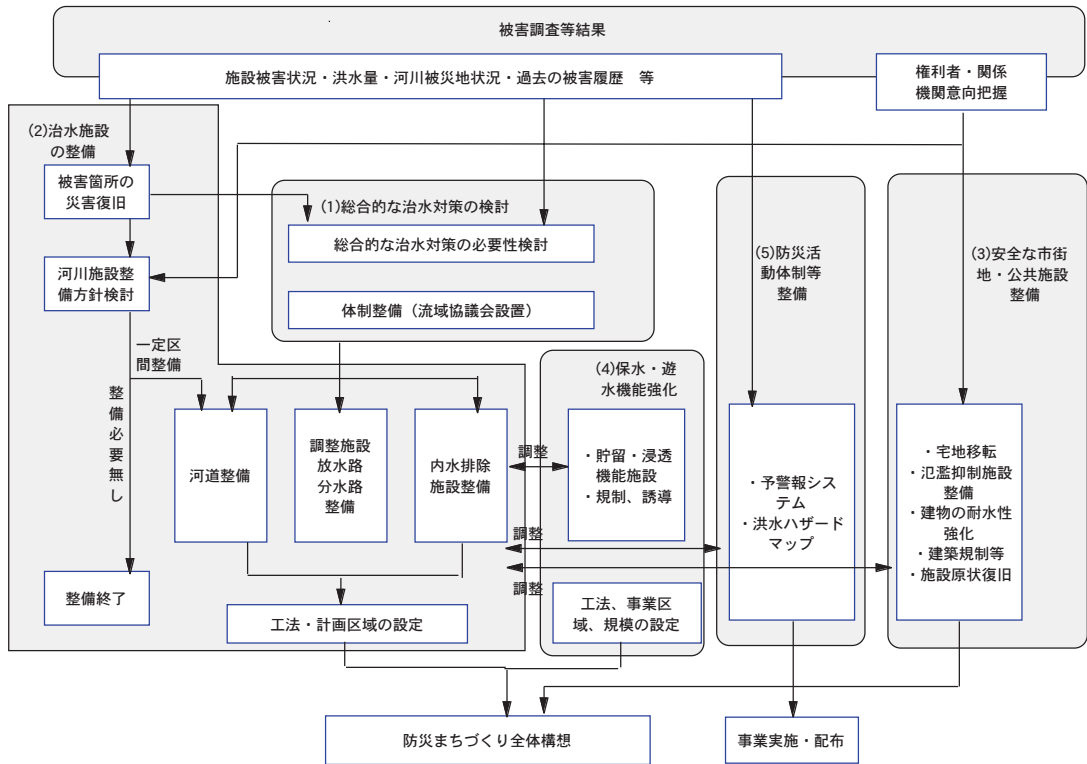 被害調査等結果
施設被害状況・洪水量・河川被災地状況・過去の被害履歴　等
権利者・関係
機関意向把握
(2)治水施設
の整備
被害箇所の
災害復旧
河川施設整
備方針検討
一定区
間整備
整
備
必
要
無
し
整備終了
(1)総合的な治水対策の検討
総合的な治水対策の必要性検討
体制整備（流域協議会設置）
河道整備
調整施設
放水路
分水路
整備
内水排除
施設整備
工法・計画区域の設定
調整
調整
調整
(4)保水・遊
水機能強化
・貯留・浸透
機能施設
・規制、誘導
工法、事業区
域、規模の設定
(5)防災活
動体制等
整備
・予警報シス
テム
・洪水ハザード
マップ
(3)安全な市街
地・公共施設
整備
・宅地移転
・氾濫抑制施設
整備
・建物の耐水性
強化
・建築規制等
・施設原状復旧
防災まちづくり全体構想
事業実施・配布